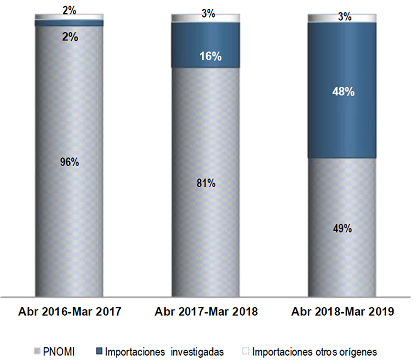 2% 3% 3%
2% 16% 48%
96% 81% 49%
Abr 2016-Mar 2017 Abr 2017-Mar 2018 Abr 2018-Mar 2019
PNOMI Importaciones investigadas Importaciones otros orígenes